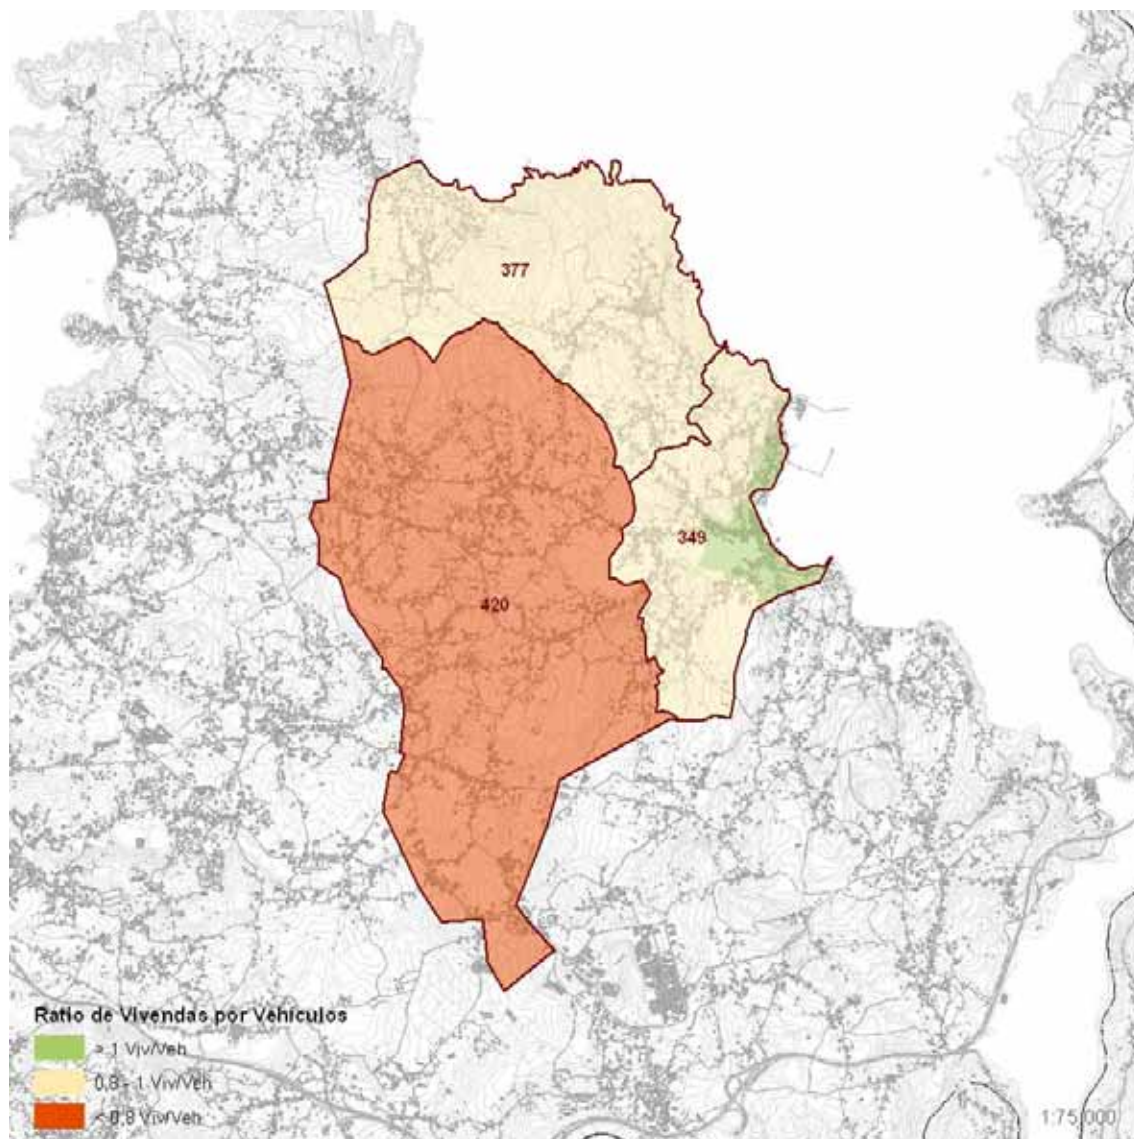 377
349
420
Ratio de Vivendas por Vehículos
> 1 Viv/Veh
0.8 - 1 Viv/Veh
< 0.8 Viv/Veh
1:75,000